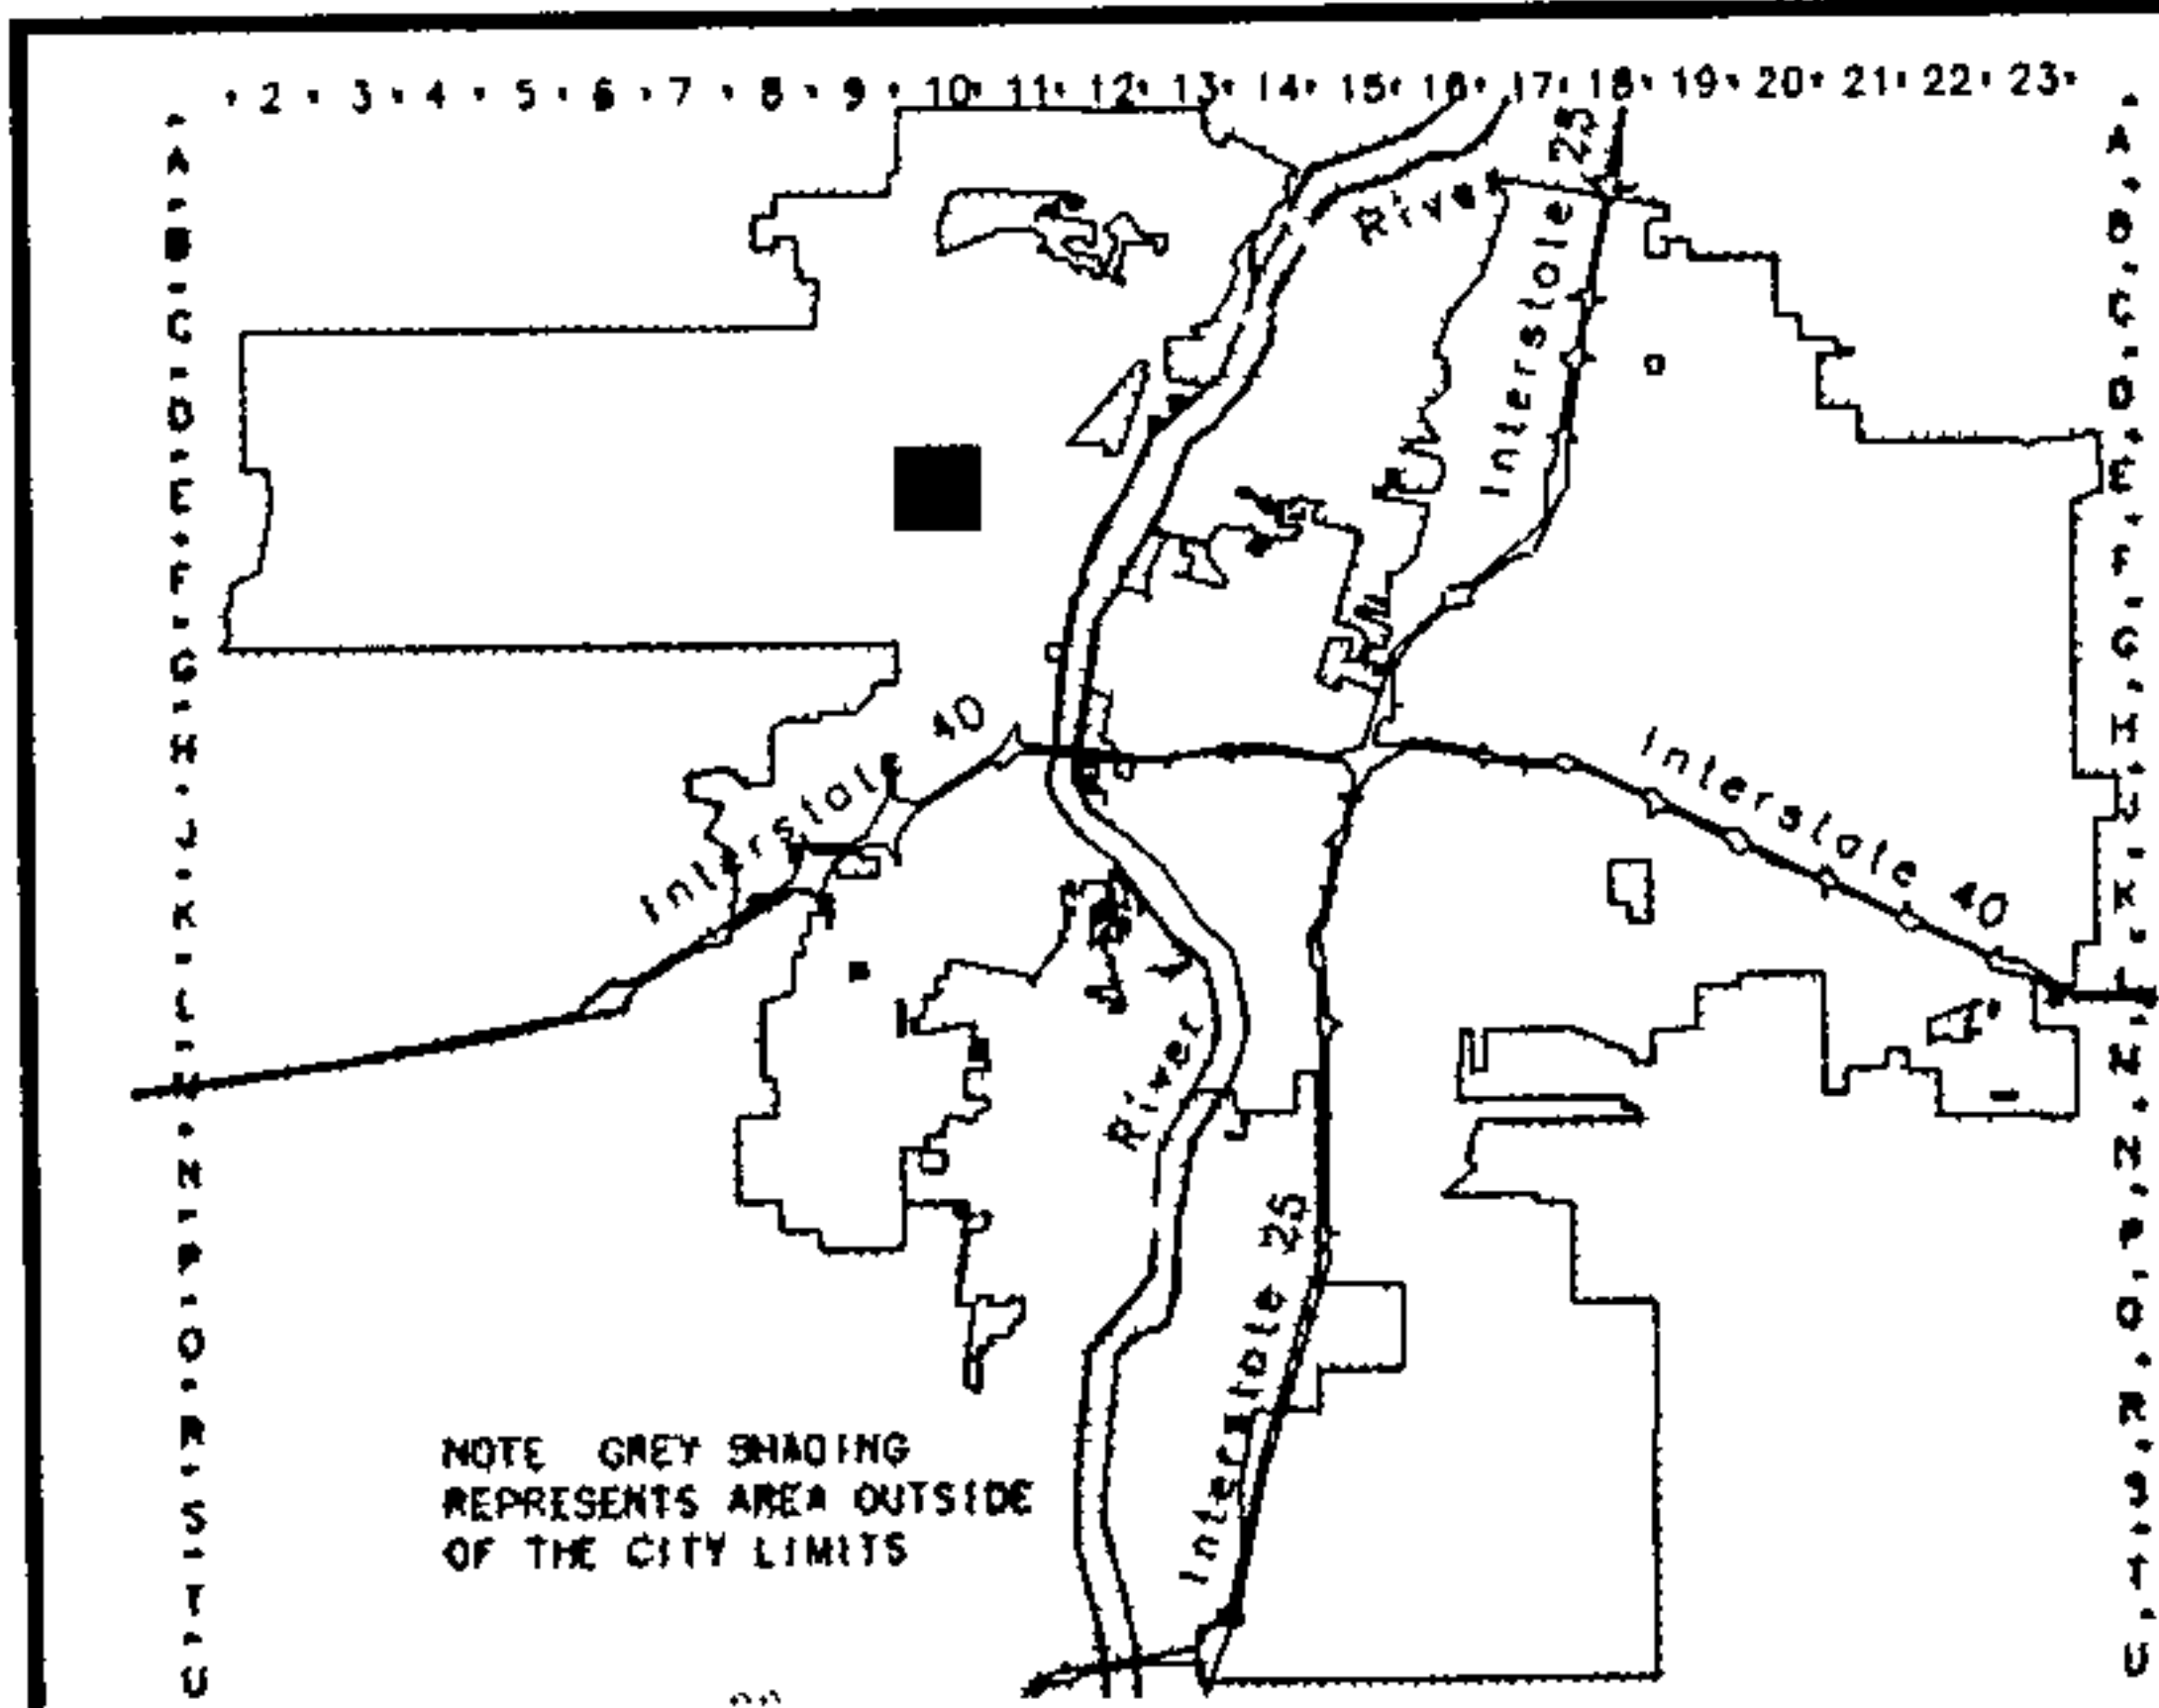 2 3 4 5 6 7 8 9 10 11 12 13 14 15 16 17 18 19 20 21 22 23
A
B
C
D
E
F
G
H
J
K
L
M
N
P
Q
R
S
T
U
A
B
C
D
E
F
G
H
J
K
L
M
N
P
Q
R
S
T
U
River
Interstate 25
Interstate 40
Interstate 40
River
Interstate 25
NOTE GREY SHADING
REPRESENTS AREA OUTSIDE
OF THE CITY LIMITS